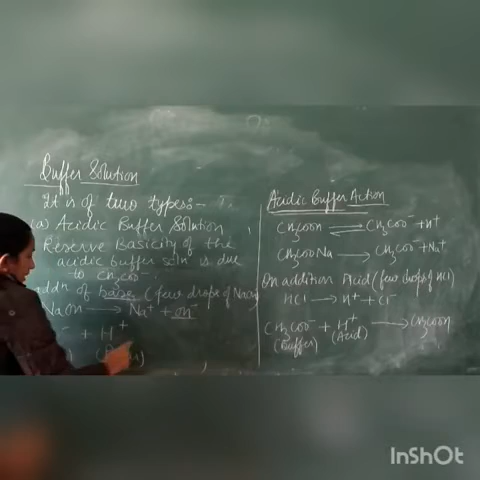 Buffer Solution
It is of two types:-
(a) Acidic Buffer Solution
Reserve Basicity of the
acidic buffer soln is due
to CH3COO⁻.
addn of base (few drops of NaOH)
NaOH ⟶ Na⁺ + OH⁻
⁻ + H⁺
Acidic Buffer Action
CH3COOH ⇌ CH3COO⁻ + H⁺
CH3COONa ⟶ CH3COO⁻ + Na⁺
On addition Acid (few drops of HCl)
HCl ⟶ H⁺ + Cl⁻
CH3COO⁻ + H⁺ ⟶ CH3COOH
(Buffer) (Acid)
InShOt